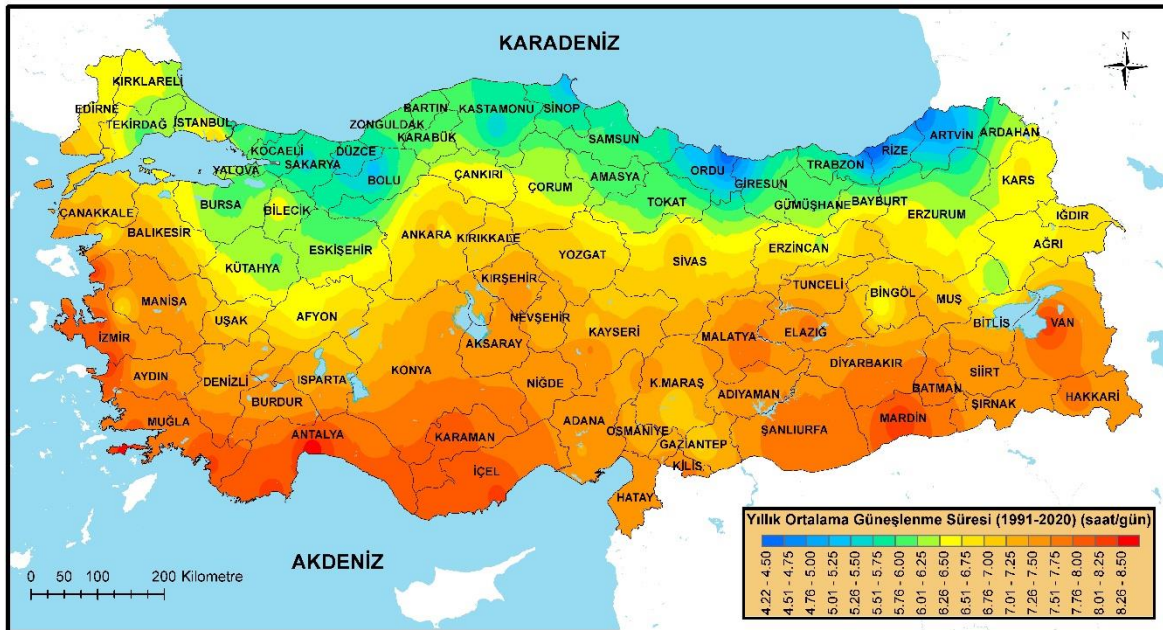 KARADENİZ
N
KIRKLARELİ
EDİRNE
TEKİRDAĞ
İSTANBUL
KOCAELİ
YALOVA
SAKARYA
DÜZCE
BOLU
ZONGULDAK
BARTIN
KARABÜK
KASTAMONU
SİNOP
SAMSUN
ÇANKIRI
ÇORUM
AMASYA
TOKAT
ORDU
GİRESUN
TRABZON
RİZE
ARTVİN
ARDAHAN
GÜMÜŞHANE
BAYBURT
ERZURUM
KARS
IĞDIR
AĞRI
ÇANAKKALE
BALIKESİR
BURSA
BİLECİK
ESKİŞEHİR
KÜTAHYA
ANKARA
KIRIKKALE
YOZGAT
SİVAS
ERZİNCAN
TUNCELİ
BİNGÖL
MUŞ
BİTLİS
VAN
MANİSA
UŞAK
AFYON
KIRŞEHİR
NEVŞEHİR
KAYSERİ
MALATYA
ELAZIĞ
İZMİR
AKSARAY
DİYARBAKIR
AYDIN
DENİZLİ
ISPARTA
BURDUR
KONYA
NİĞDE
K.MARAŞ
ADIYAMAN
BATMAN
SİİRT
ŞIRNAK
HAKKARİ
MUĞLA
ANTALYA
KARAMAN
ADANA
OSMANİYE
GAZİANTEP
ŞANLIURFA
MARDİN
İÇEL
KİLİS
HATAY
AKDENİZ
0 50 100 200 Kilometre
Yıllık Ortalama Güneşlenme Süresi (1991-2020) (saat/gün)
4.22 - 4.50
4.51 - 4.75
4.76 - 5.00
5.01 - 5.25
5.26 - 5.50
5.51 - 5.75
5.76 - 6.00
6.01 - 6.25
6.26 - 6.50
6.51 - 6.75
6.76 - 7.00
7.01 - 7.25
7.26 - 7.50
7.51 - 7.75
7.76 - 8.00
8.01 - 8.25
8.26 - 8.50